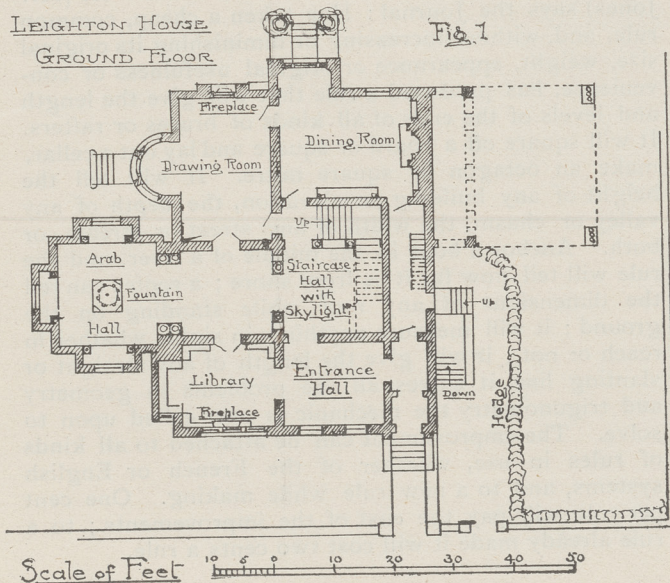 LEIGHTON HOUSE
GROUND FLOOR
Fig. 1
Fireplace
Drawing Room
Dining Room
Up
Arab
Fountain
Hall
Staircase
Hall
with
Skylight
Up
Down
Hedge
Library
Fireplace
Entrance
Hall
Scale of Feet
10 5 0 10 20 30 40 50